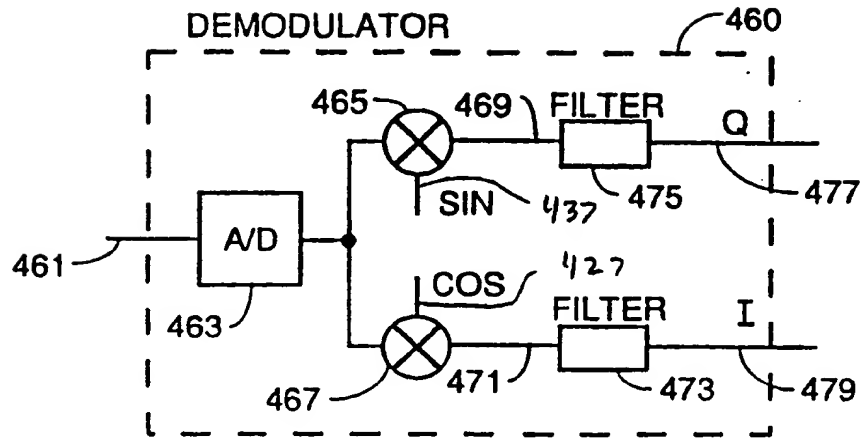 DEMODULATOR
460
465
469
FILTER
Q
SIN
437
475
477
461
A/D
463
COS
427
FILTER
I
467
471
473
479